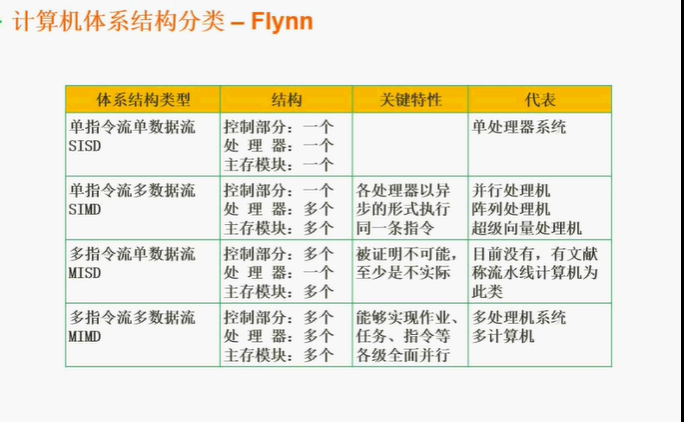 计算机体系结构分类 – Flynn
体系结构类型 结构 关键特性 代表
单指令流单数据流
SISD
控制部分：一个
处 理 器：一个
主存模块：一个
单处理器系统
单指令流多数据流
SIMD
控制部分：一个
处 理 器：多个
主存模块：多个
各处理器以异
步的形式执行
同一条指令
并行处理机
阵列处理机
超级向量处理机
多指令流单数据流
MISD
控制部分：多个
处 理 器：一个
主存模块：多个
被证明不可能，
至少是不实际
目前没有，有文献
称流水线计算机为
此类
多指令流多数据流
MIMD
控制部分：多个
处 理 器：多个
主存模块：多个
能够实现作业、
任务、指令等
各级全面并行
多处理机系统
多计算机